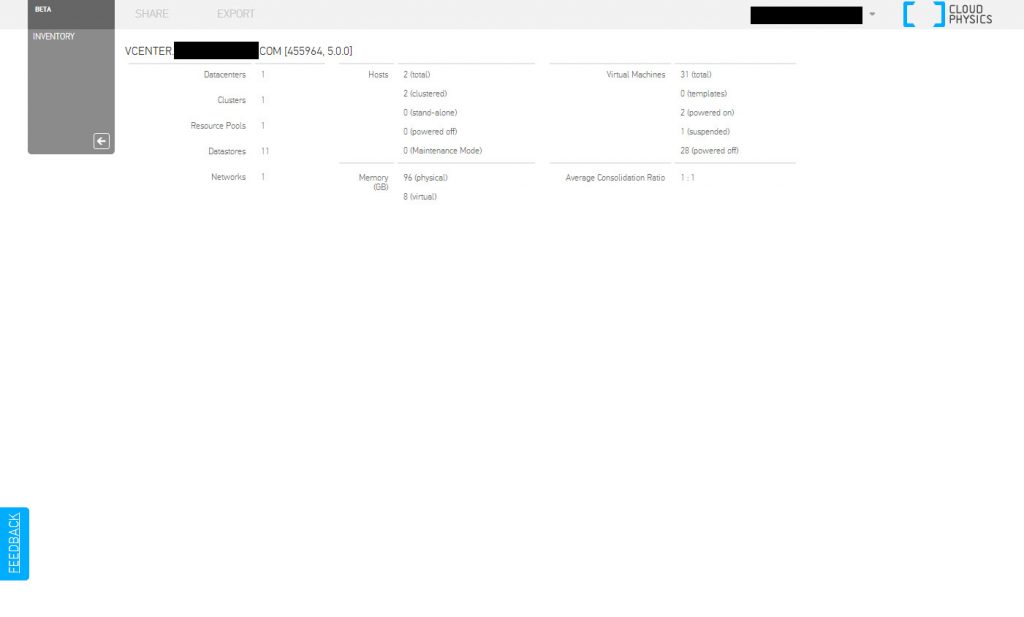 BETA
SHARE
EXPORT
CLOUD
PHYSICS
INVENTORY
VCENTER. COM [455964, 5.0.0]
Datacenters 1
Clusters 1
Resource Pools 1
Datastores 11
Networks 1
Hosts 2 (total)
2 (clustered)
0 (stand-alone)
0 (powered off)
0 (Maintenance Mode)
Memory
(GB)
96 (physical)
8 (virtual)
Virtual Machines 31 (total)
0 (templates)
2 (powered on)
1 (suspended)
28 (powered off)
Average Consolidation Ratio 1 : 1
FEEDBACK